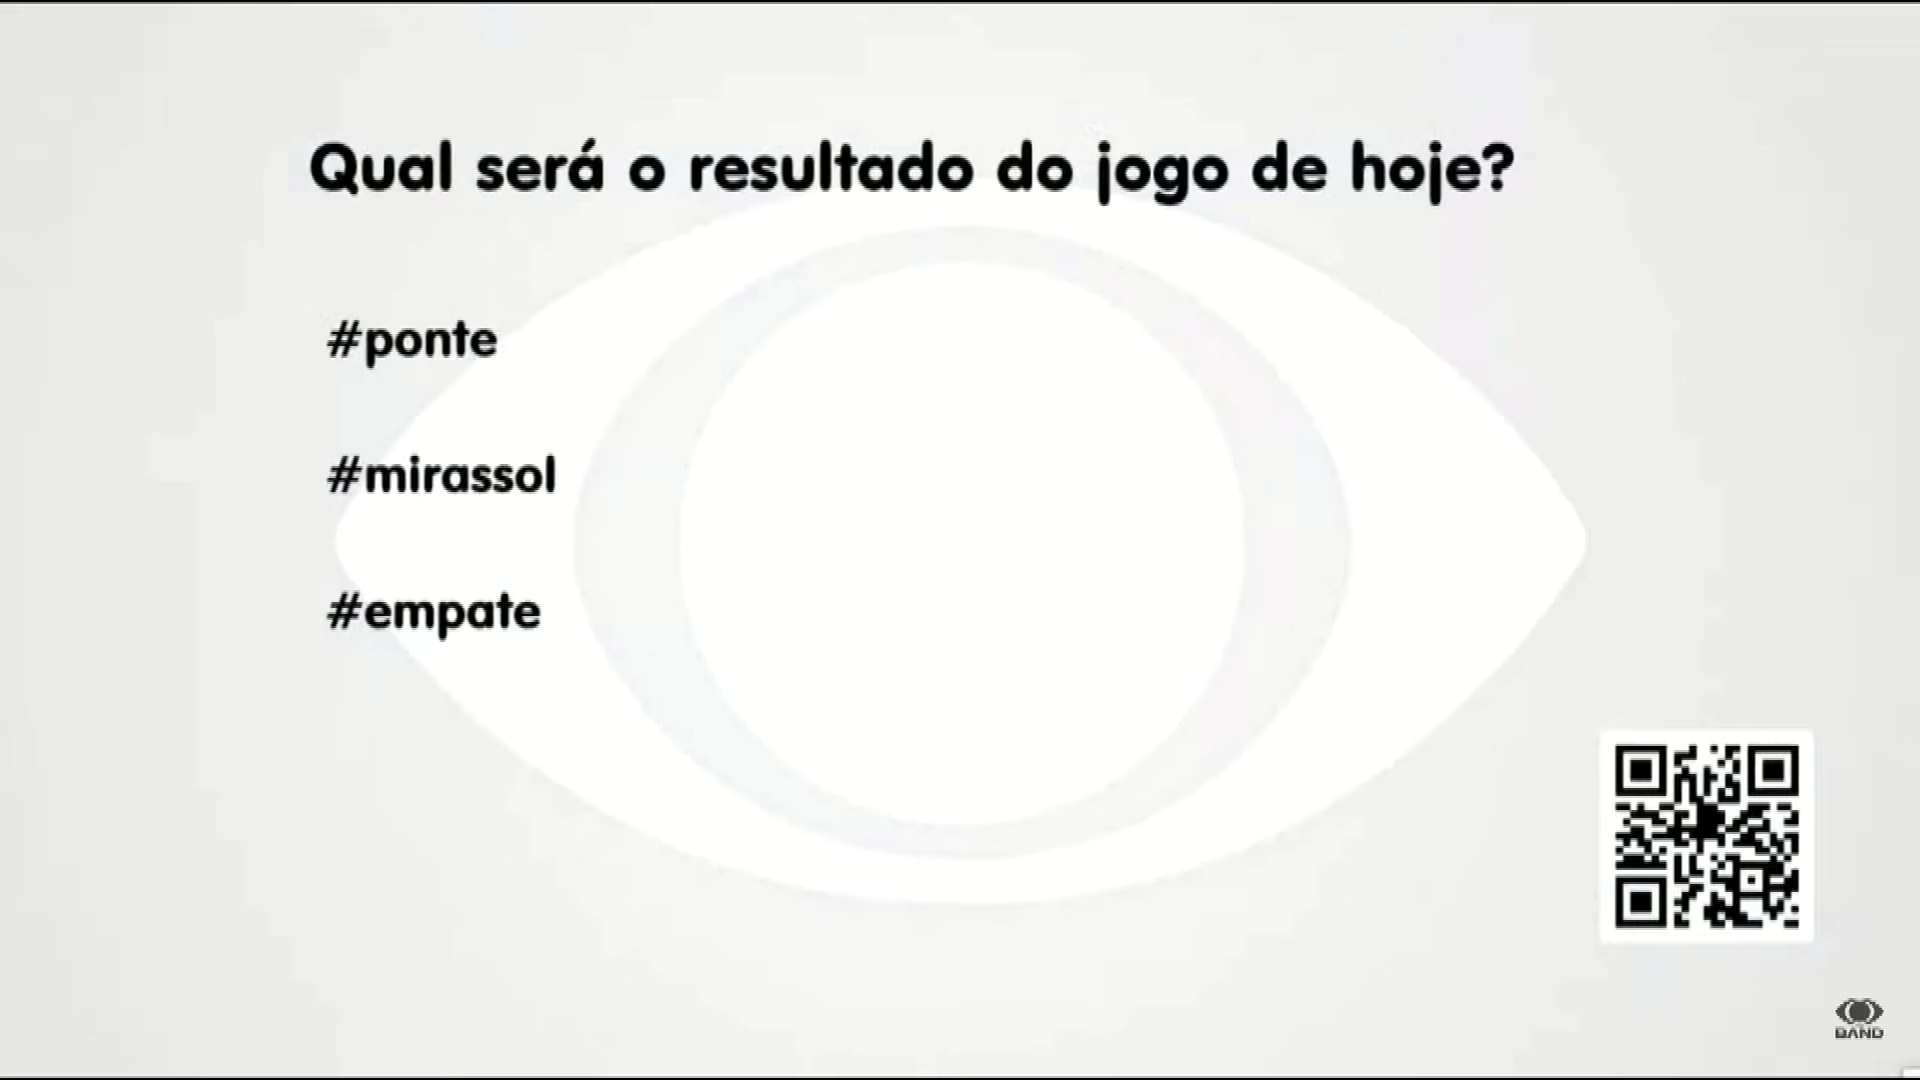 Qual será o resultado do jogo de hoje?
#ponte
#mirassol
#empate
BAND